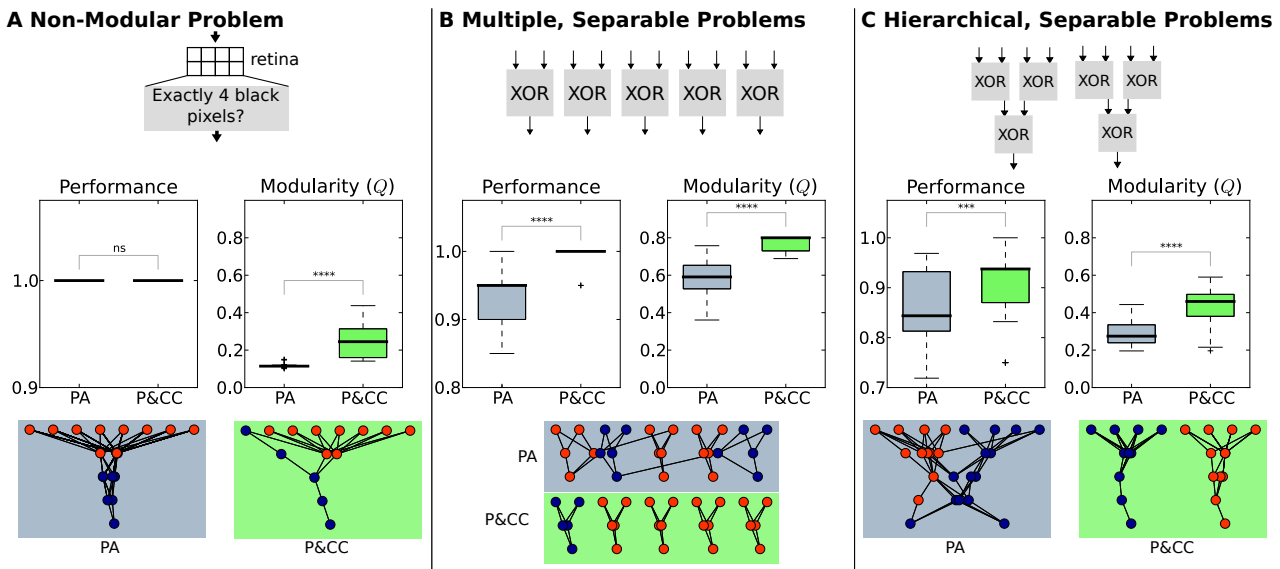 A Non-Modular Problem
retina
Exactly 4 black
pixels?
Performance
Modularity (Q)
ns
****
1.0
0.9
0.8
0.6
0.4
0.2
0.0
PA
P&CC
PA
P&CC
PA
P&CC
B Multiple, Separable Problems
XOR
XOR
XOR
XOR
XOR
Performance
Modularity (Q)
****
****
1.0
0.9
0.8
0.8
0.6
0.4
0.2
0.0
PA
P&CC
PA
P&CC
PA
P&CC
C Hierarchical, Separable Problems
XOR
XOR
XOR
XOR
XOR
XOR
Performance
Modularity (Q)
***
****
1.0
0.9
0.8
0.7
0.8
0.6
0.4
0.2
0.0
PA
P&CC
PA
P&CC
PA
P&CC